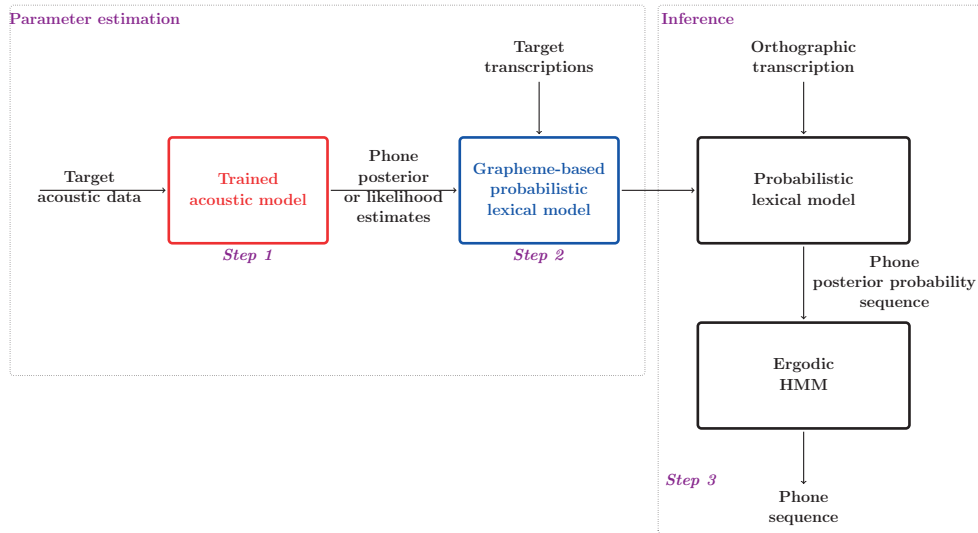 Parameter estimation
Target
transcriptions
Target
acoustic data
Trained
acoustic model
Step 1
Phone
posterior
or likelihood
estimates
Grapheme-based
probabilistic
lexical model
Step 2
Inference
Orthographic
transcription
Probabilistic
lexical model
Phone
posterior probability
sequence
Ergodic
HMM
Step 3
Phone
sequence